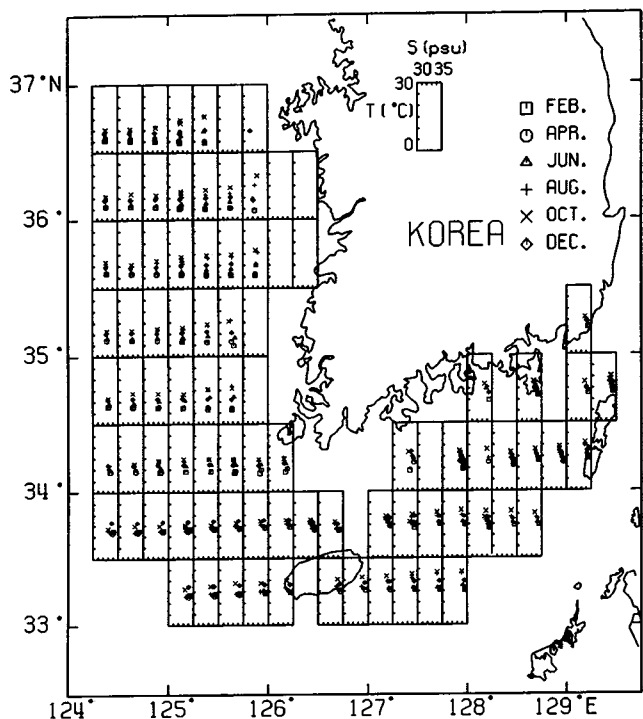 S (psu)
30 35
30
T (°C)
0
□ FEB.
○ APR.
△ JUN.
+ AUG.
× OCT.
◇ DEC.
KOREA
37°N
36°
35°
34°
33°
124° 125° 126° 127° 128° 129°E